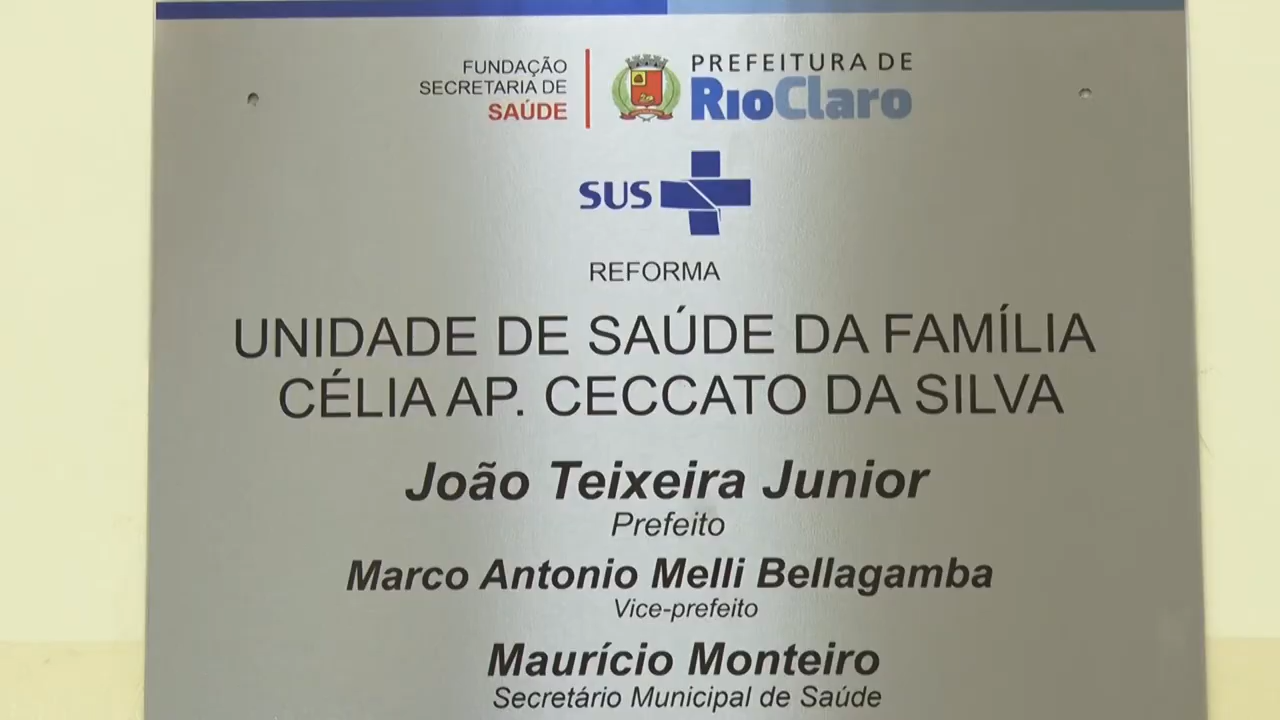 FUNDAÇÃO
SECRETARIA DE
SAÚDE
PREFEITURA DE
RioClaro
SUS
REFORMA
UNIDADE DE SAÚDE DA FAMÍLIA
CÉLIA AP. CECCATO DA SILVA
João Teixeira Junior
Prefeito
Marco Antonio Melli Bellagamba
Vice-prefeito
Maurício Monteiro
Secretário Municipal de Saúde